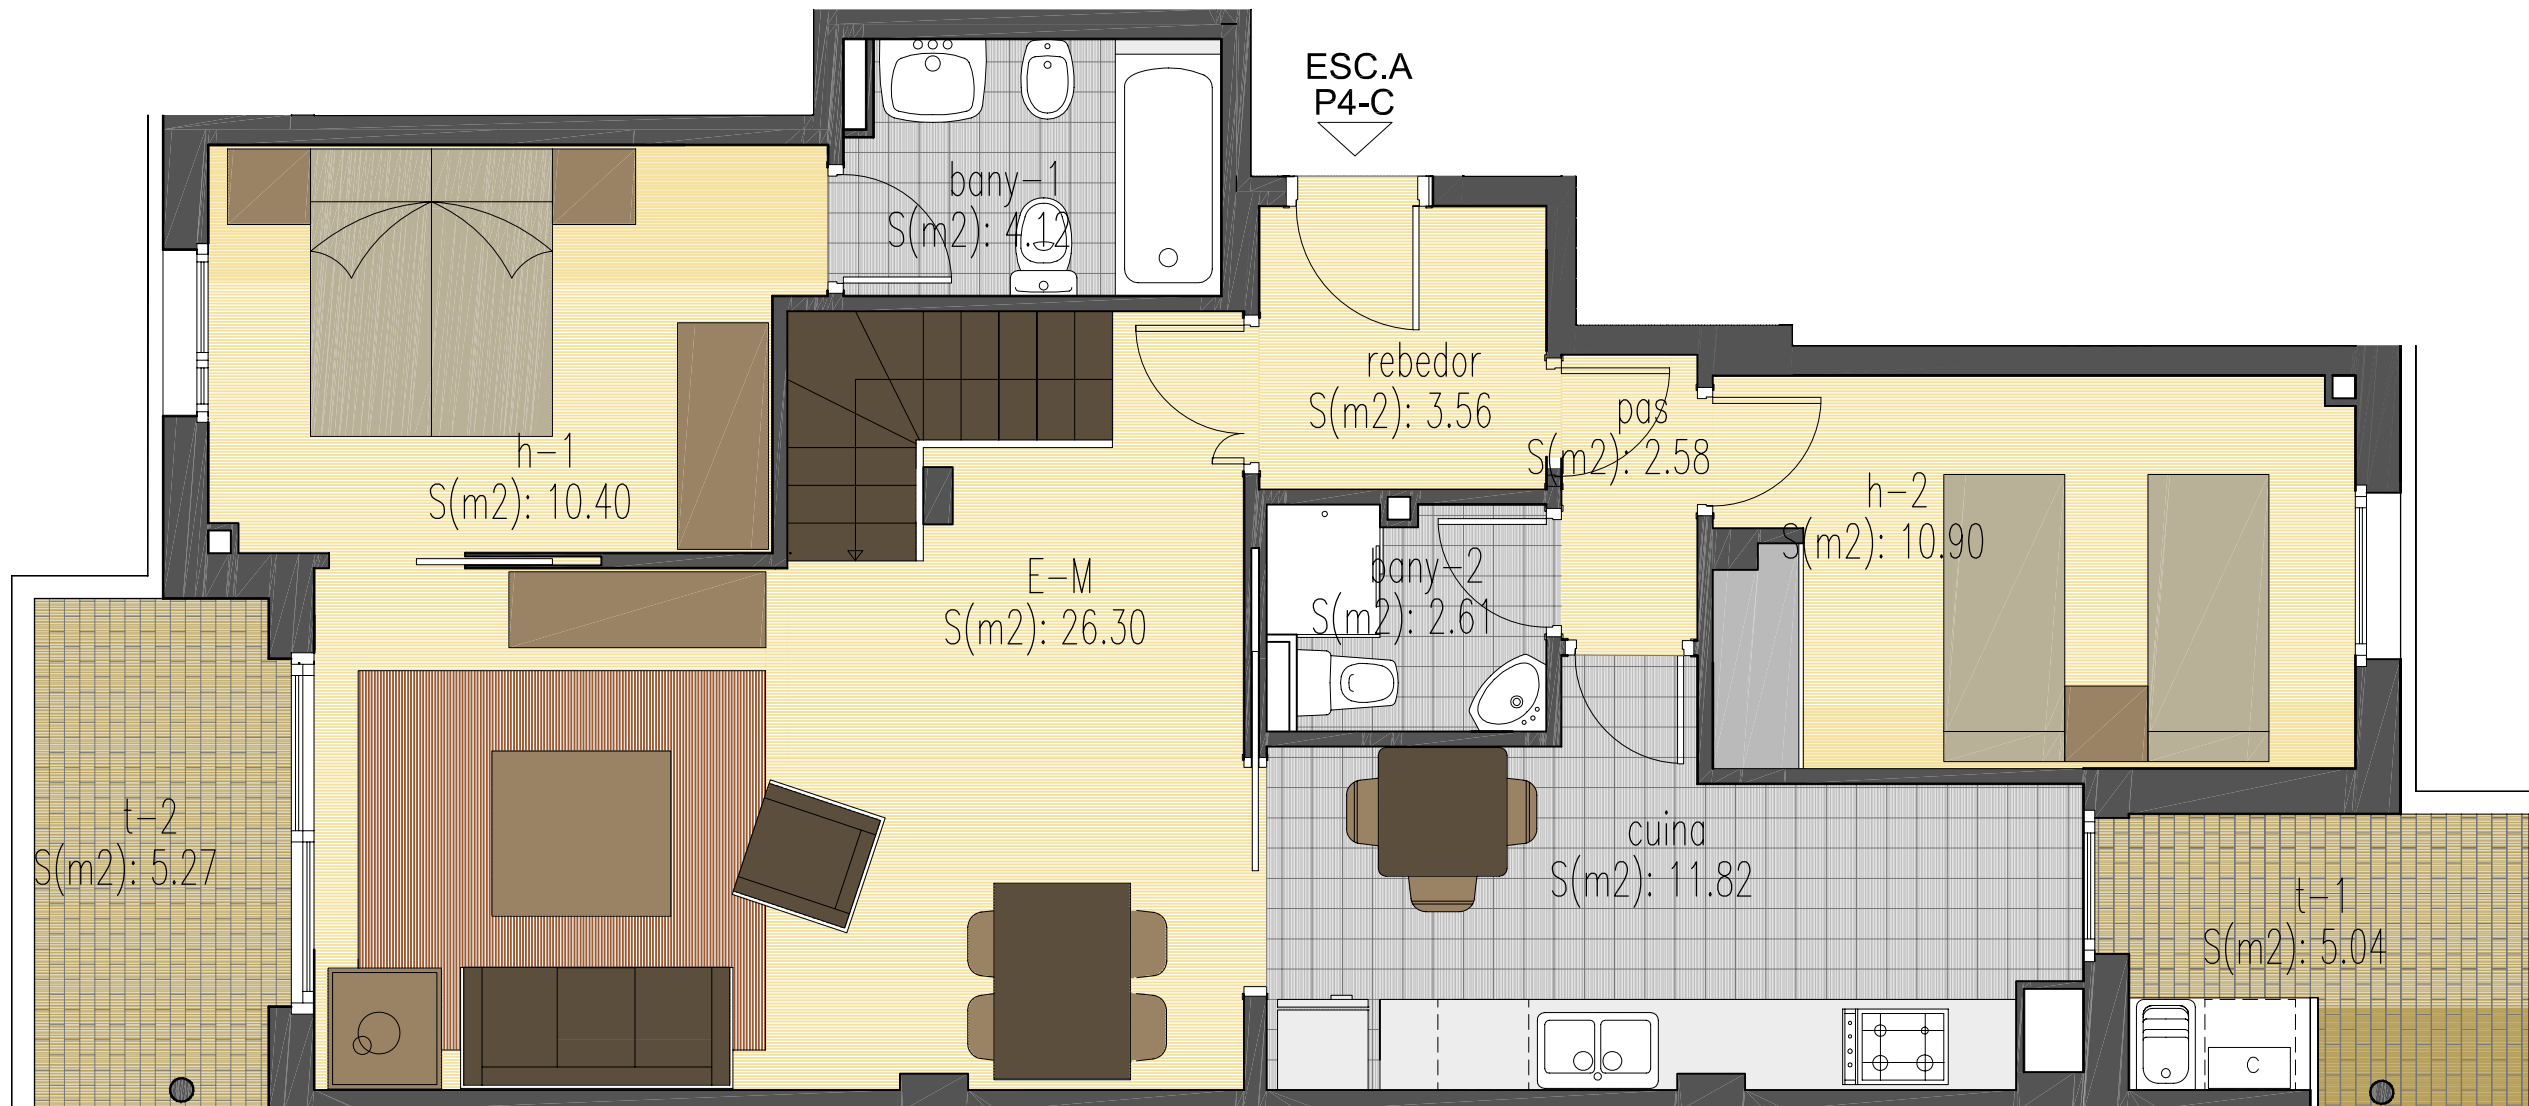 ESC.A
P4-C
bany-1
S(m2): 4.12
rebedor
S(m2): 3.56
pas
S(m2): 2.58
h-1
S(m2): 10.40
h-2
S(m2): 10.90
E-M
S(m2): 26.30
bany-2
S(m2): 2.61
t-2
S(m2): 5.27
cuina
S(m2): 11.82
t-1
S(m2): 5.04
C